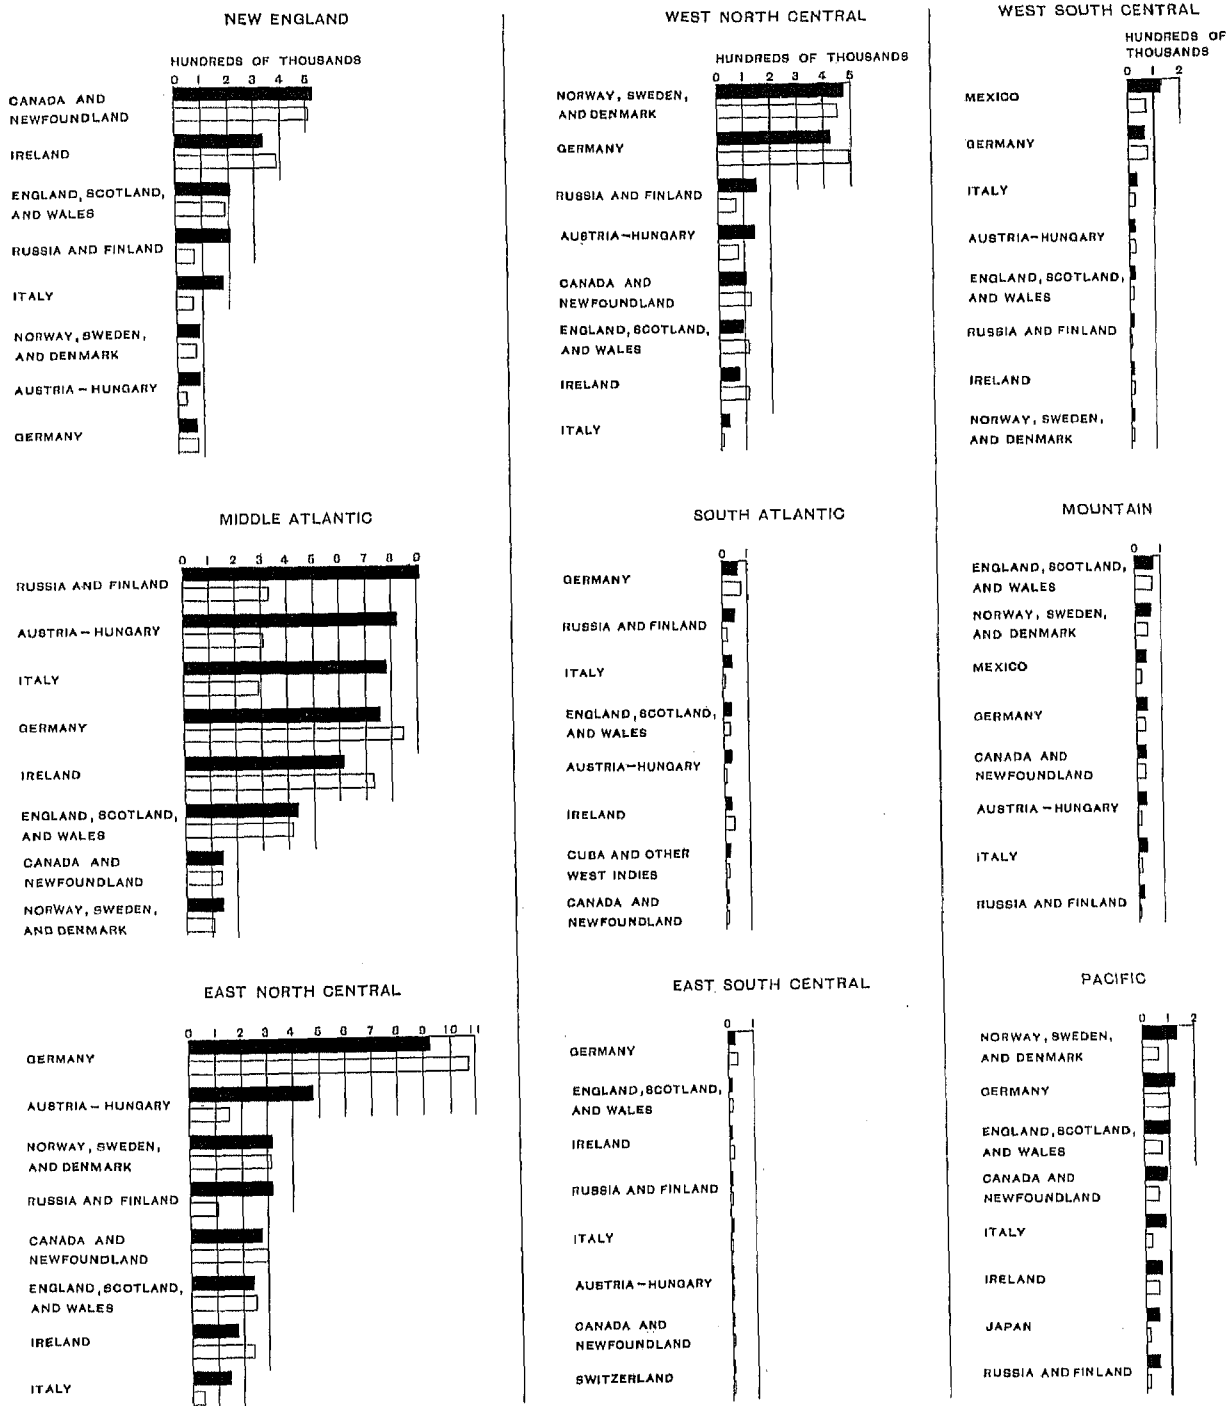 NEW ENGLAND
HUNDREDS OF THOUSANDS
0 1 2 3 4 5
CANADA AND
NEWFOUNDLAND
IRELAND
ENGLAND, SCOTLAND,
AND WALES
RUSSIA AND FINLAND
ITALY
NORWAY, SWEDEN,
AND DENMARK
AUSTRIA-HUNGARY
GERMANY
MIDDLE ATLANTIC
0 1 2 3 4 5 6 7 8 9
RUSSIA AND FINLAND
AUSTRIA-HUNGARY
ITALY
GERMANY
IRELAND
ENGLAND, SCOTLAND,
AND WALES
CANADA AND
NEWFOUNDLAND
NORWAY, SWEDEN,
AND DENMARK
EAST NORTH CENTRAL
0 1 2 3 4 5 6 7 8 9 10 11
GERMANY
AUSTRIA-HUNGARY
NORWAY, SWEDEN,
AND DENMARK
RUSSIA AND FINLAND
CANADA AND
NEWFOUNDLAND
ENGLAND, SCOTLAND,
AND WALES
IRELAND
ITALY
WEST NORTH CENTRAL
HUNDREDS OF THOUSANDS
0 1 2 3 4 5
NORWAY, SWEDEN,
AND DENMARK
GERMANY
RUSSIA AND FINLAND
AUSTRIA-HUNGARY
CANADA AND
NEWFOUNDLAND
ENGLAND, SCOTLAND,
AND WALES
IRELAND
ITALY
SOUTH ATLANTIC
0 1
GERMANY
RUSSIA AND FINLAND
ITALY
ENGLAND, SCOTLAND,
AND WALES
AUSTRIA-HUNGARY
IRELAND
CUBA AND OTHER
WEST INDIES
CANADA AND
NEWFOUNDLAND
EAST SOUTH CENTRAL
0 1
GERMANY
ENGLAND, SCOTLAND,
AND WALES
IRELAND
RUSSIA AND FINLAND
ITALY
AUSTRIA-HUNGARY
CANADA AND
NEWFOUNDLAND
SWITZERLAND
WEST SOUTH CENTRAL
HUNDREDS OF
THOUSANDS
0 1 2
MEXICO
GERMANY
ITALY
AUSTRIA-HUNGARY
ENGLAND, SCOTLAND,
AND WALES
RUSSIA AND FINLAND
IRELAND
NORWAY, SWEDEN,
AND DENMARK
MOUNTAIN
0 1
ENGLAND, SCOTLAND,
AND WALES
NORWAY, SWEDEN,
AND DENMARK
MEXICO
GERMANY
CANADA AND
NEWFOUNDLAND
AUSTRIA-HUNGARY
ITALY
RUSSIA AND FINLAND
PACIFIC
0 1 2
NORWAY, SWEDEN,
AND DENMARK
GERMANY
ENGLAND, SCOTLAND,
AND WALES
CANADA AND
NEWFOUNDLAND
ITALY
IRELAND
JAPAN
RUSSIA AND FINLAND